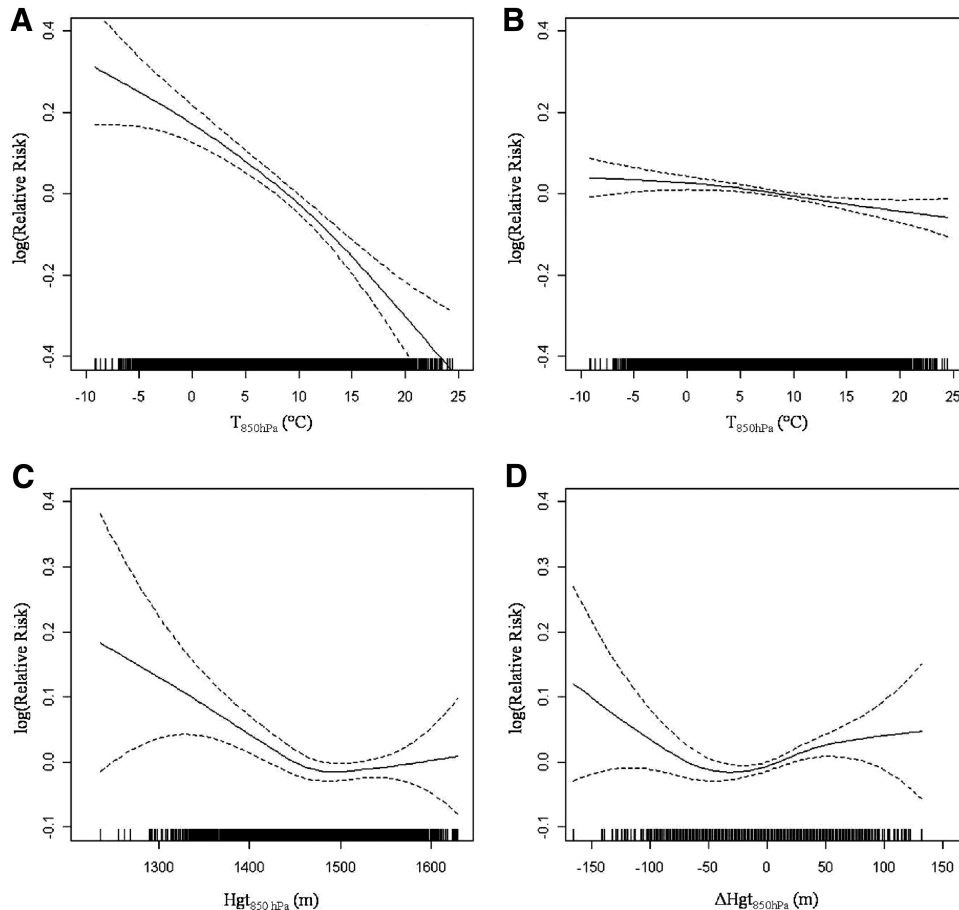 A
log(Relative Risk)
0.4
0.2
0.0
-0.2
-0.4
-10 -5 0 5 10 15 20 25
T850hPa (°C)
B
log(Relative Risk)
0.4
0.2
0.0
-0.2
-0.4
-10 -5 0 5 10 15 20 25
T850hPa (°C)
C
log(Relative Risk)
0.4
0.3
0.2
0.1
0.0
-0.1
1300 1400 1500 1600
Hgt850 hPa (m)
D
log(Relative Risk)
0.4
0.3
0.2
0.1
0.0
-0.1
-150 -100 -50 0 50 100 150
ΔHgt850hPa (m)